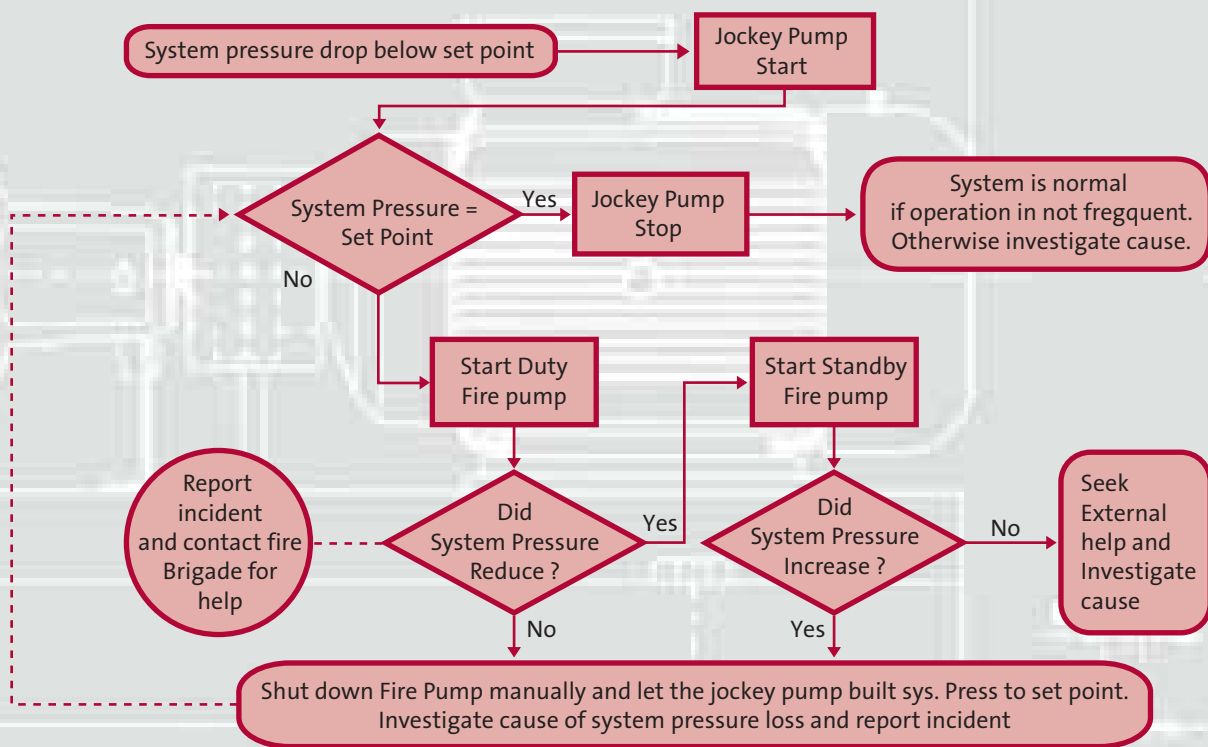 System pressure drop below set point
Jockey Pump
Start
System Pressure =
Set Point
Yes
Jockey Pump
Stop
System is normal
if operation in not fregquent.
Otherwise investigate cause.
No
Start Duty
Fire pump
Start Standby
Fire pump
Report
incident
and contact fire
Brigade for
help
Did
System Pressure
Reduce ?
Yes
Did
System Pressure
Increase ?
No
Seek
External
help and
Investigate
cause
No
Yes
Shut down Fire Pump manually and let the jockey pump built sys. Press to set point.
Investigate cause of system pressure loss and report incident